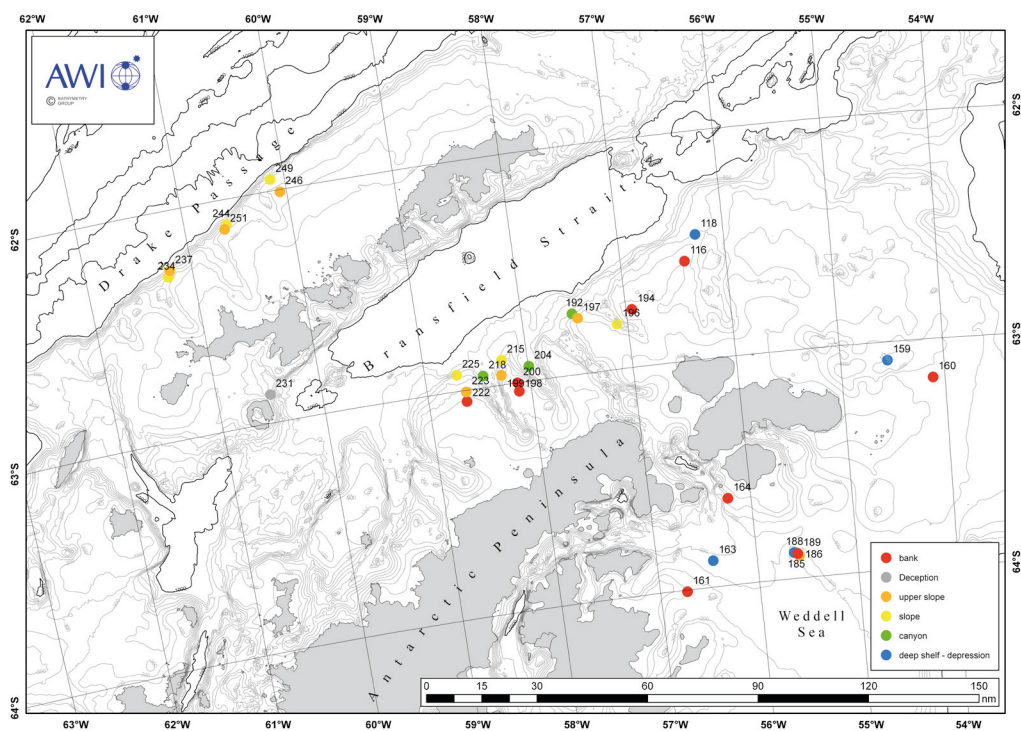 62°W 61°W 60°W 59°W 58°W 57°W 56°W 55°W 54°W
AWI
© BATHYMETRY
GROUP
62°S
Drake Passage
249
246
244
251
237
234
62°S
118
116
Bransfield Strait
194
192
197
196
215
204
225
218
200
223
199
198
222
231
159
160
63°S
63°S
Antarctic Peninsula
164
163
188
189
186
185
161
64°S
Weddell
Sea
bank
Deception
upper slope
slope
canyon
deep shelf - depression
0 15 30 60 90 120 150
nm
64°S
63°W 62°W 61°W 60°W 59°W 58°W 57°W 56°W 55°W 54°W